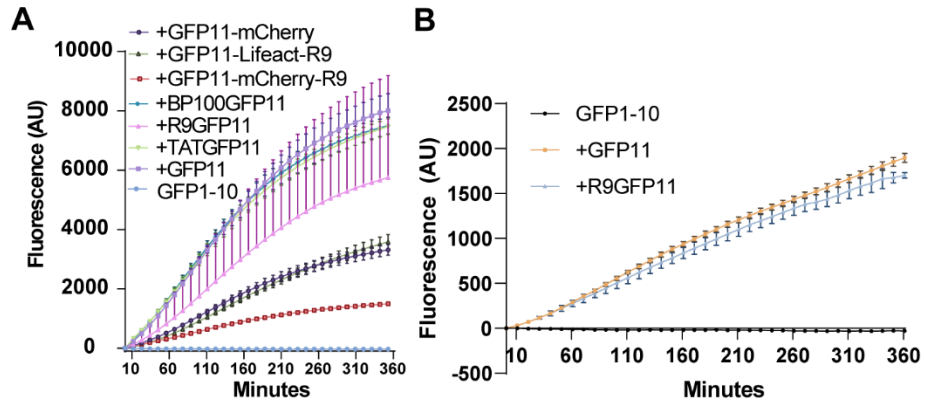 A
+GFP11-mCherry
+GFP11-Lifeact-R9
+GFP11-mCherry-R9
+BP100GFP11
+R9GFP11
+TATGFP11
+GFP11
GFP1-10
Fluorescence (AU)
10000
8000
6000
4000
2000
0
10 60 110 160 210 260 310 360
Minutes
B
GFP1-10
+GFP11
+R9GFP11
Fluorescence (AU)
2500
2000
1500
1000
500
0
-500
10 60 110 160 210 260 310 360
Minutes